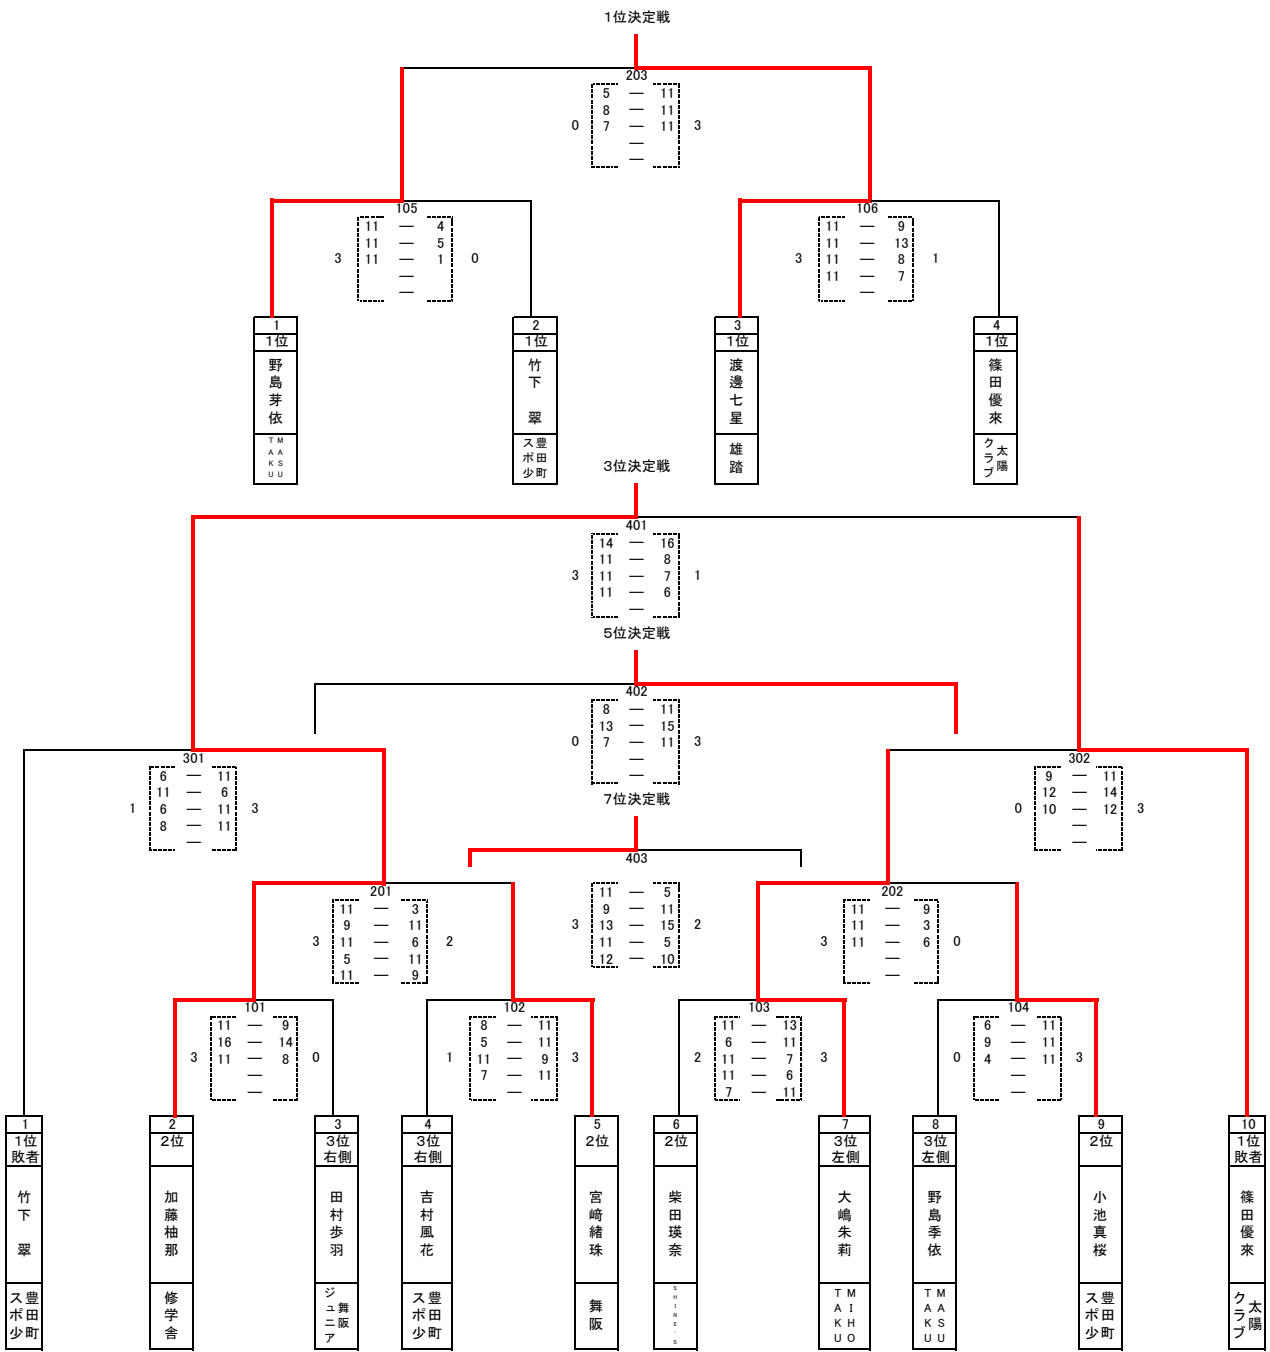 1位決定戦
203
5 — 11
8 — 11
0 7 — 11 3
—
—
105
11 — 4
11 — 5
3 11 — 1 0
—
—
106
11 — 9
11 — 13
3 11 — 8 1
11 — 7
—
1 2 3 4
1位 1位 1位 1位
野島芽依 竹下 翠 渡邊七星 篠田優來
MASU TAKU 豊田町スポ少 雄踏 太陽クラブ
3位決定戦
401
14 — 16
11 — 8
3 11 — 7 1
11 — 6
—
5位決定戦
402
8 — 11
13 — 15
0 7 — 11 3
—
—
301
6 — 11
11 — 6
1 6 — 11 3
8 — 11
—
302
9 — 11
12 — 14
0 10 — 12 3
—
—
7位決定戦
403
11 — 5
9 — 11
3 13 — 15 2
11 — 5
12 — 10
201
11 — 3
9 — 11
3 11 — 6 2
5 — 11
11 — 9
202
11 — 9
11 — 3
3 11 — 6 0
—
—
101
11 — 9
16 — 14
3 11 — 8 0
—
—
102
8 — 11
5 — 11
1 11 — 9 3
7 — 11
—
103
11 — 13
6 — 11
2 11 — 7 3
11 — 6
7 — 11
104
6 — 11
9 — 11
0 4 — 11 3
—
—
1 2 3 4 5 6 7 8 9 10
1位敗者 2位 3位右側 3位右側 2位 2位 3位左側 3位左側 2位 1位敗者
竹下 翠 加藤柚那 田村歩羽 吉村風花 宮﨑緒珠 柴田瑛奈 大嶋朱莉 野島季依 小池真桜 篠田優來
豊田町スポ少 修学舎 舞阪ジュニア 豊田町スポ少 舞阪 SHINE'S MIHO TAKU MASU TAKU 豊田町スポ少 太陽クラブ